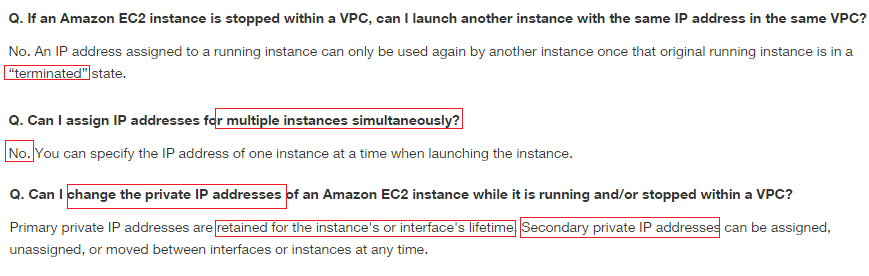 Q. If an Amazon EC2 instance is stopped within a VPC, can I launch another instance with the same IP address in the same VPC?
No. An IP address assigned to a running instance can only be used again by another instance once that original running instance is in a
“terminated” state.
Q. Can I assign IP addresses for multiple instances simultaneously?
No. You can specify the IP address of one instance at a time when launching the instance.
Q. Can I change the private IP addresses of an Amazon EC2 instance while it is running and/or stopped within a VPC?
Primary private IP addresses are retained for the instance's or interface's lifetime. Secondary private IP addresses can be assigned,
unassigned, or moved between interfaces or instances at any time.